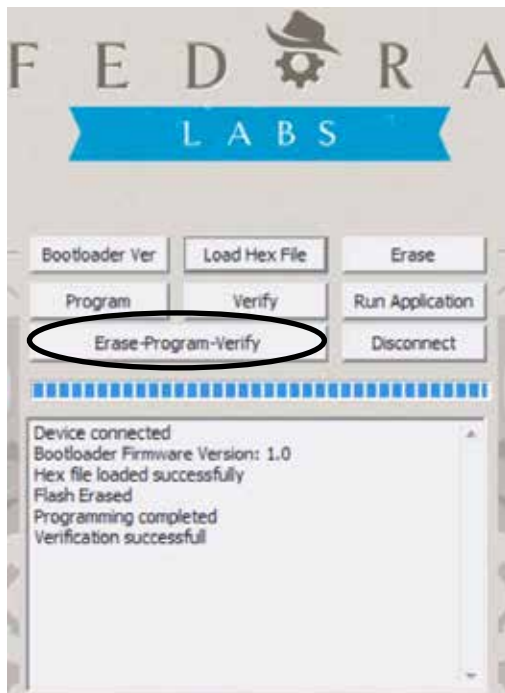 FEDORA
LABS
Bootloader Ver Load Hex File Erase
Program Verify Run Application
Erase-Program-Verify Disconnect
Device connected
Bootloader Firmware Version: 1.0
Hex file loaded successfully
Flash Erased
Programming completed
Verification successfull